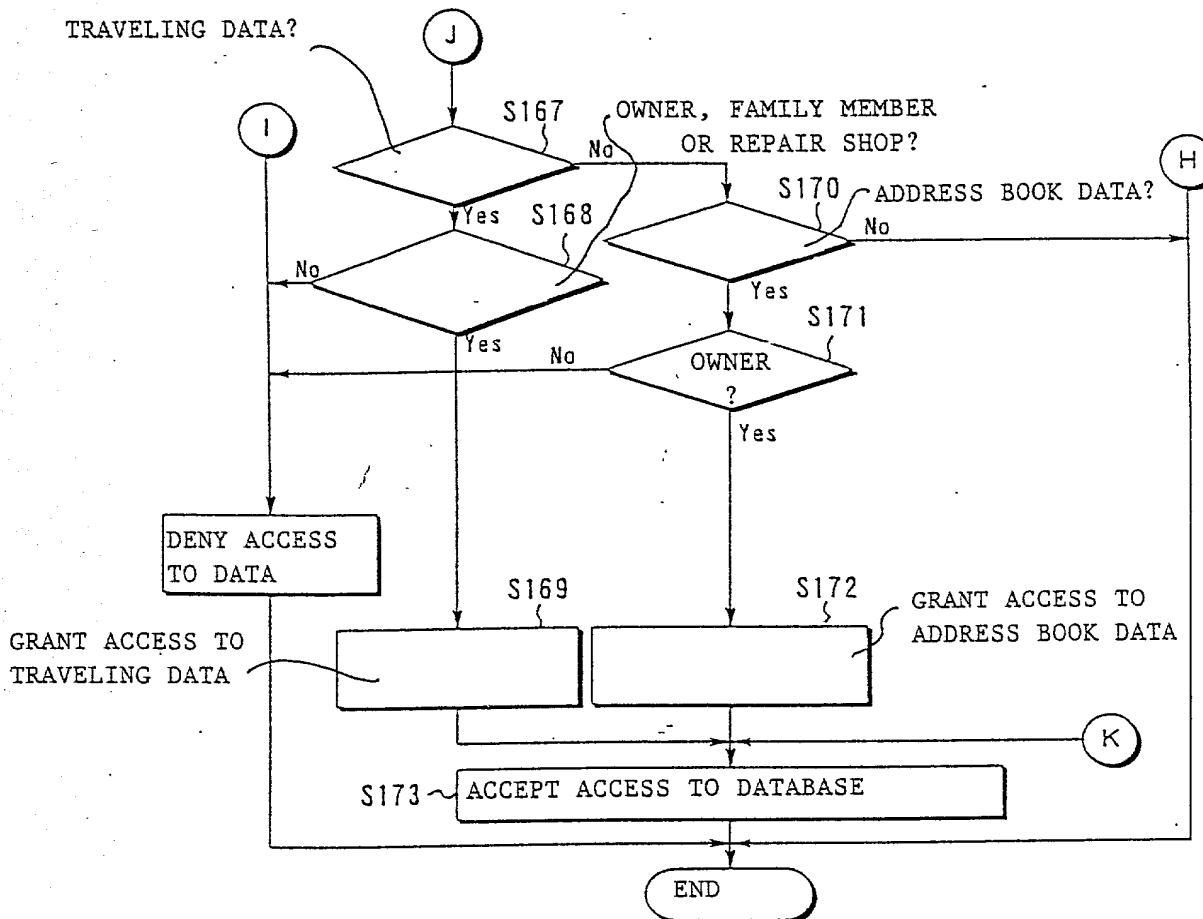 TRAVELING DATA?
J
I
S167
OWNER, FAMILY MEMBER
OR REPAIR SHOP?
No
H
Yes
S168
S170
ADDRESS BOOK DATA?
No
No
Yes
Yes
S171
No
OWNER
?
Yes
DENY ACCESS
TO DATA
S169
S172
GRANT ACCESS TO
TRAVELING DATA
GRANT ACCESS TO
ADDRESS BOOK DATA
K
S173
ACCEPT ACCESS TO DATABASE
END